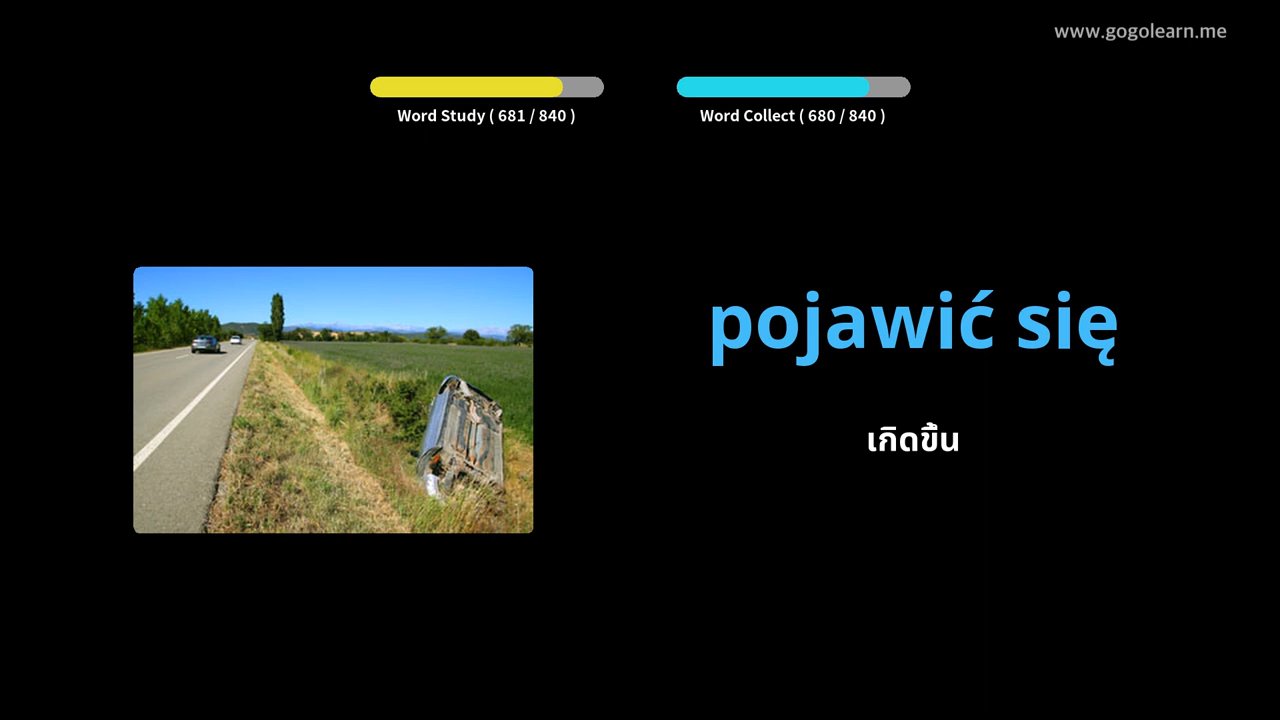 www.gogolearn.me
Word Study ( 681 / 840 )
Word Collect ( 680 / 840 )
pojawić się
เกิดขึ้น